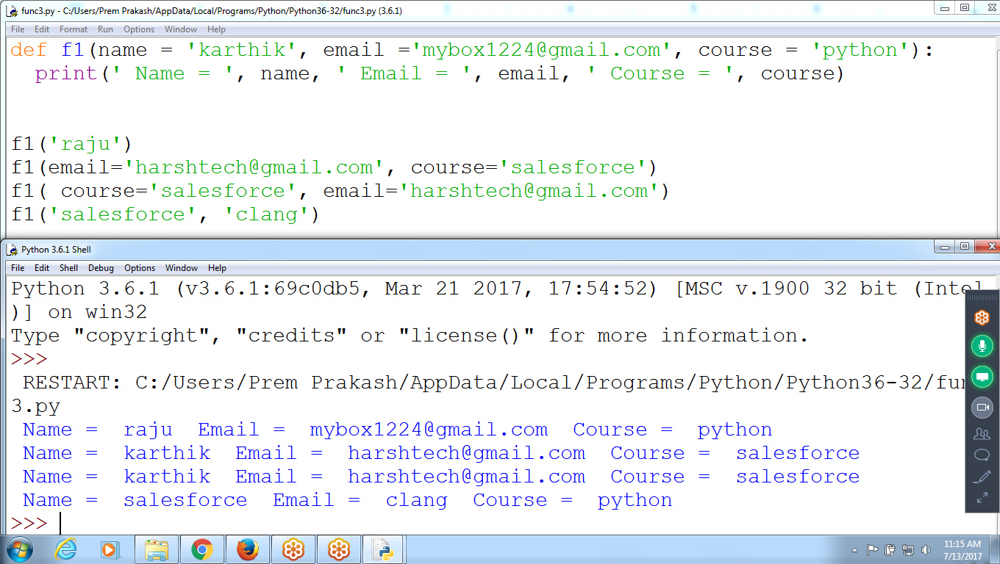 func3.py - C:/Users/Prem Prakash/AppData/Local/Programs/Python/Python36-32/func3.py (3.6.1)
File Edit Format Run Options Window Help
def f1(name = 'karthik', email ='mybox1224@gmail.com', course = 'python'):
  print(' Name = ', name, ' Email = ', email, ' Course = ', course)
f1('raju')
f1(email='harshtech@gmail.com', course='salesforce')
f1( course='salesforce', email='harshtech@gmail.com')
f1('salesforce', 'clang')
Python 3.6.1 Shell
File Edit Shell Debug Options Window Help
Python 3.6.1 (v3.6.1:69c0db5, Mar 21 2017, 17:54:52) [MSC v.1900 32 bit (Intel
)] on win32
Type "copyright", "credits" or "license()" for more information.
>>>
 RESTART: C:/Users/Prem Prakash/AppData/Local/Programs/Python/Python36-32/func
3.py
 Name =  raju  Email =  mybox1224@gmail.com  Course =  python
 Name =  karthik  Email =  harshtech@gmail.com  Course =  salesforce
 Name =  karthik  Email =  harshtech@gmail.com  Course =  salesforce
 Name =  salesforce  Email =  clang  Course =  python
>>>
11:15 AM
7/13/2017